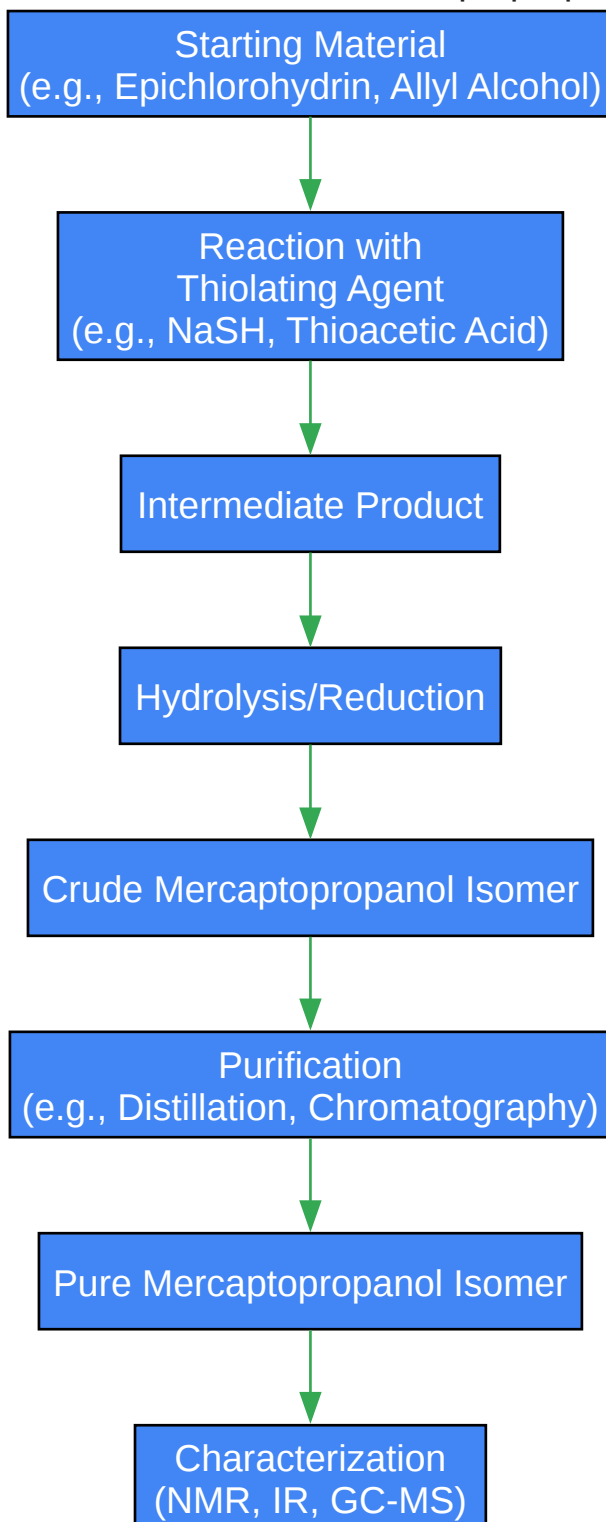 Starting Material
(e.g., Epichlorohydrin, Allyl Alcohol)
Reaction with
Thiolating Agent
(e.g., NaSH, Thioacetic Acid)
Intermediate Product
Hydrolysis/Reduction
Crude Mercaptopropanol Isomer
Purification
(e.g., Distillation, Chromatography)
Pure Mercaptopropanol Isomer
Characterization
(NMR, IR, GC-MS)